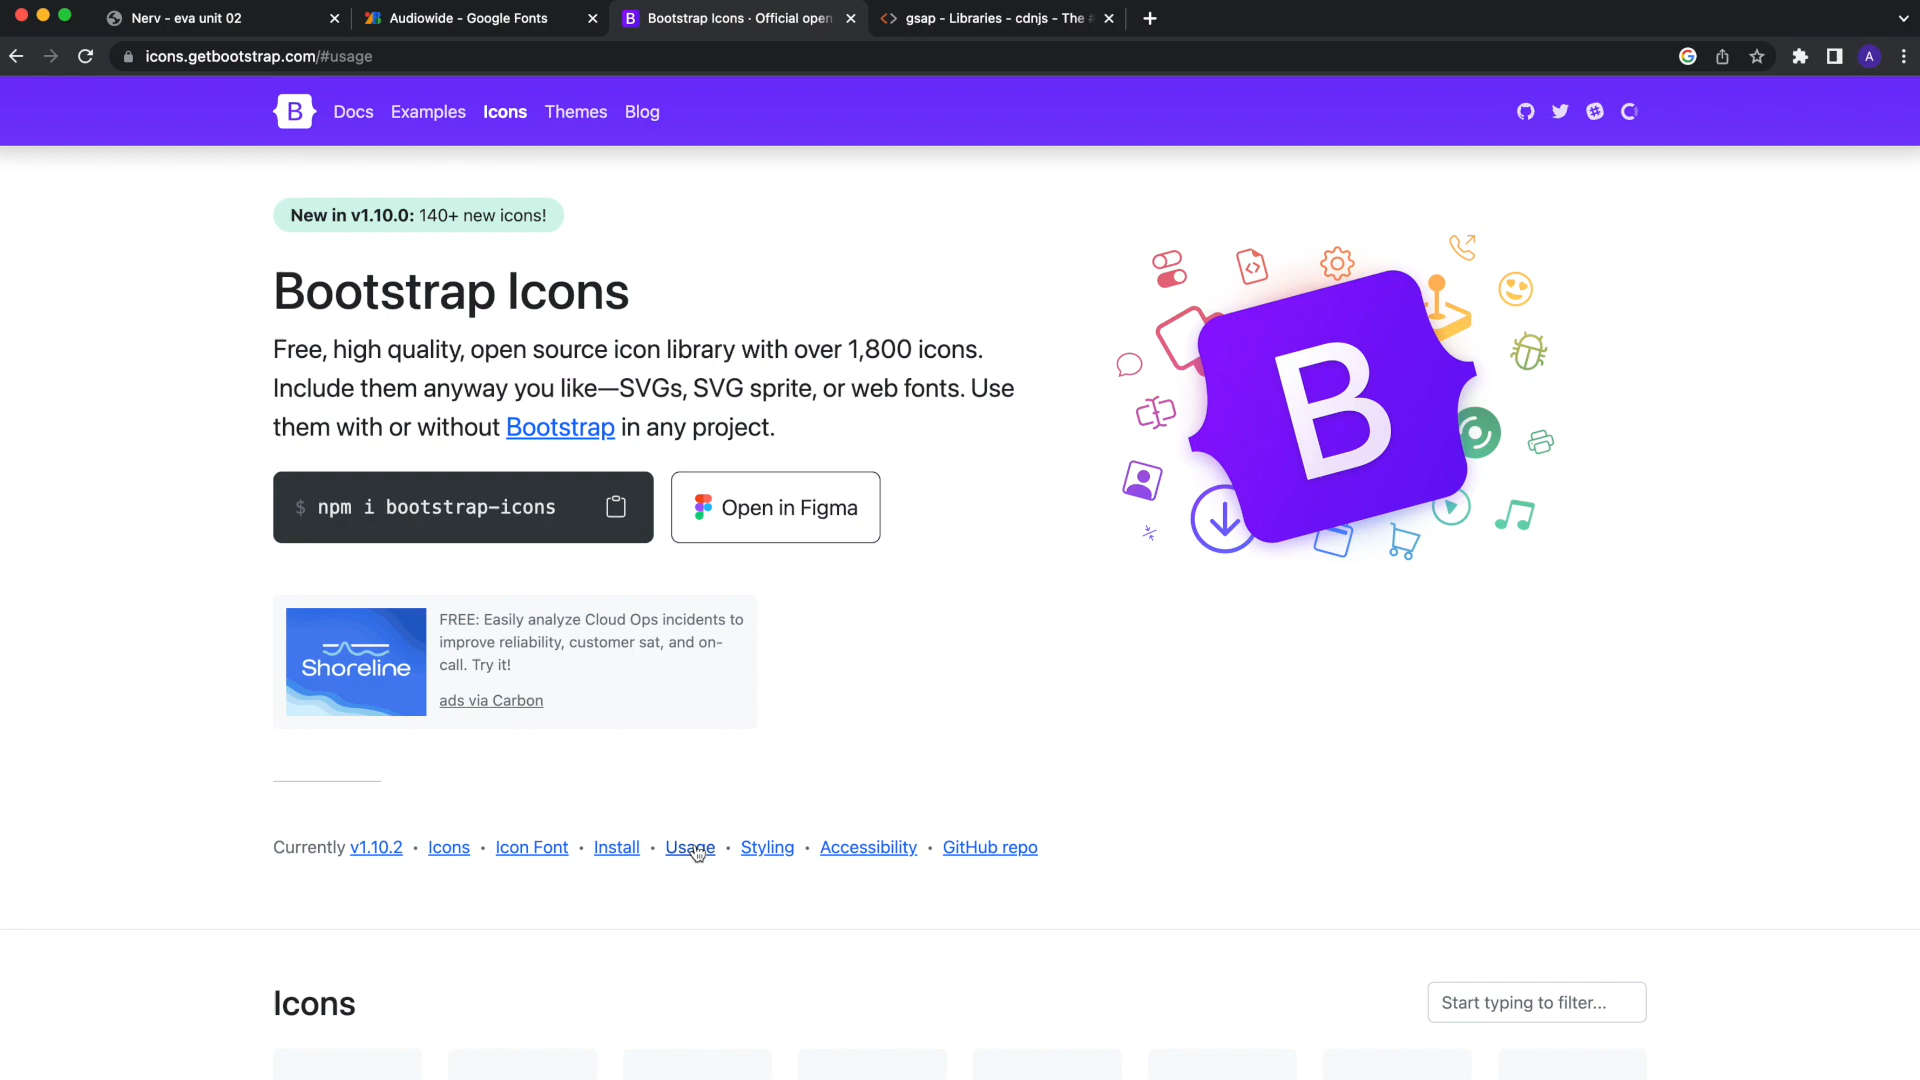 Nerv - eva unit 02
Audiowide - Google Fonts
Bootstrap Icons · Official open
gsap - Libraries - cdnjs - The #
icons.getbootstrap.com/#usage
A
B
Docs
Examples
Icons
Themes
Blog
New in v1.10.0: 140+ new icons!
Bootstrap Icons
Free, high quality, open source icon library with over 1,800 icons.
Include them anyway you like—SVGs, SVG sprite, or web fonts. Use
them with or without Bootstrap in any project.
$ npm i bootstrap-icons
Open in Figma
B
Shoreline
FREE: Easily analyze Cloud Ops incidents to
improve reliability, customer sat, and on-
call. Try it!
ads via Carbon
Currently v1.10.2 · Icons · Icon Font · Install · Usage · Styling · Accessibility · GitHub repo
Icons
Start typing to filter...